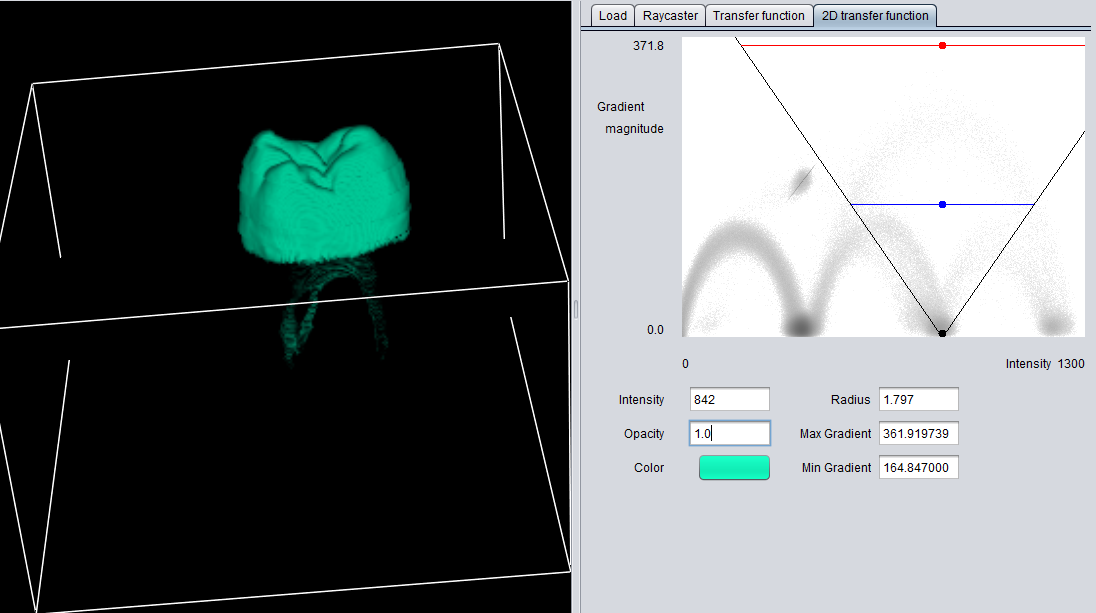 Load Raycaster Transfer function 2D transfer function
371.8
Gradient
magnitude
0.0
0 Intensity 1300
Intensity 842 Radius 1.797
Opacity 1.0 Max Gradient 361.919739
Color Min Gradient 164.847000